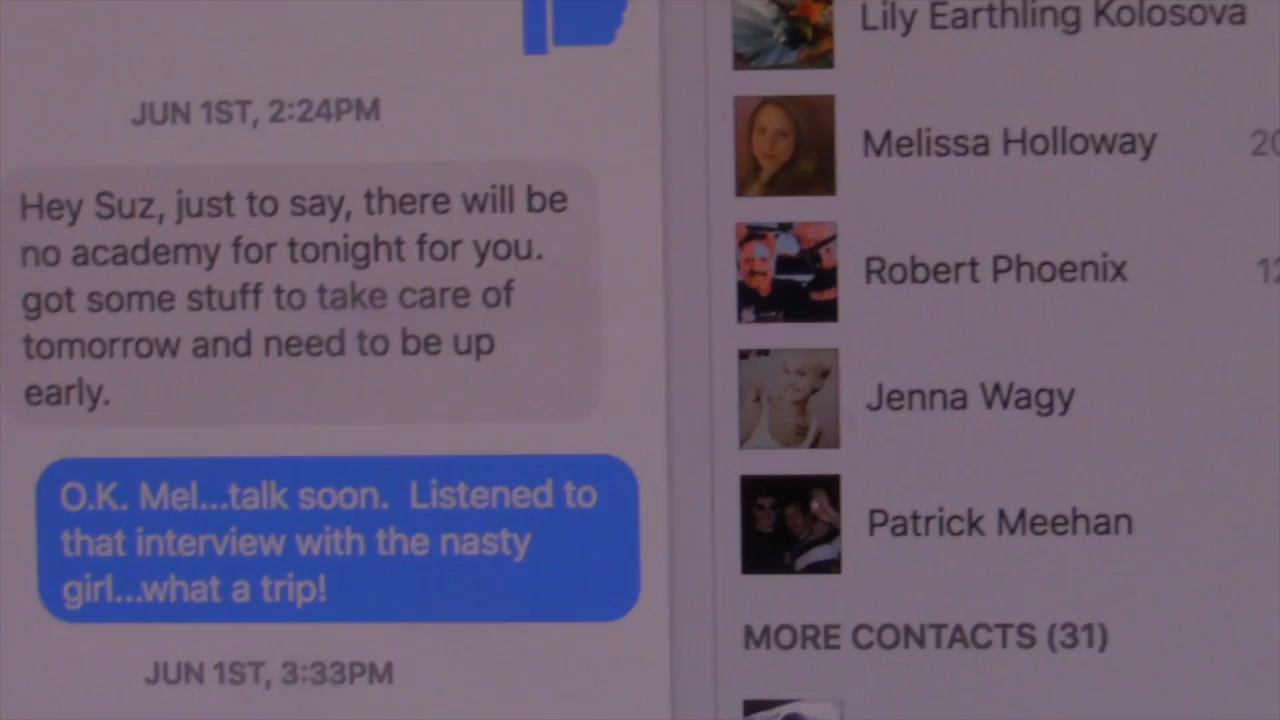 JUN 1ST, 2:24PM
Hey Suz, just to say, there will be
no academy for tonight for you.
got some stuff to take care of
tomorrow and need to be up
early.
O.K. Mel...talk soon.  Listened to
that interview with the nasty
girl...what a trip!
JUN 1ST, 3:33PM
Lily Earthling Kolosova
Melissa Holloway
Robert Phoenix
Jenna Wagy
Patrick Meehan
MORE CONTACTS (31)